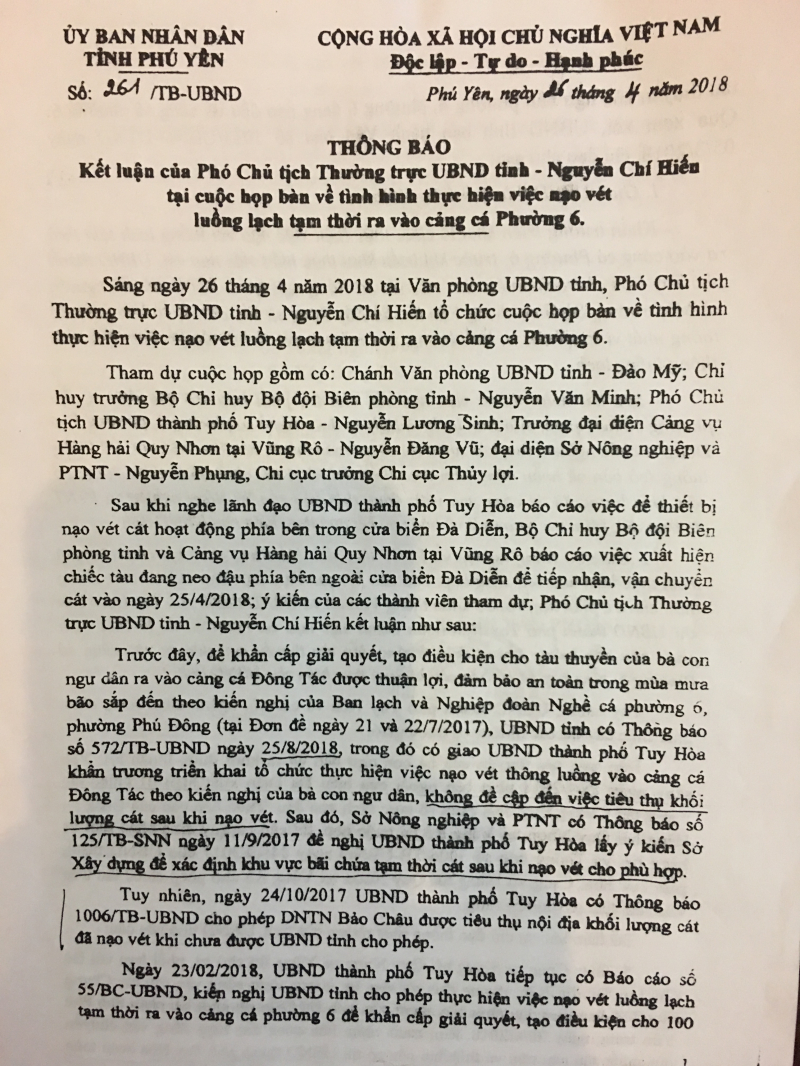 ỦY BAN NHÂN DÂN
TỈNH PHÚ YÊN
Số: 261 /TB-UBND
CỘNG HÒA XÃ HỘI CHỦ NGHĨA VIỆT NAM
Độc lập - Tự do - Hạnh phúc
Phú Yên, ngày 26 tháng 4 năm 2018
THÔNG BÁO
Kết luận của Phó Chủ tịch Thường trực UBND tỉnh - Nguyễn Chí Hiến
tại cuộc họp bàn về tình hình thực hiện việc nạo vét
luồng lạch tạm thời ra vào cảng cá Phường 6.
Sáng ngày 26 tháng 4 năm 2018 tại Văn phòng UBND tỉnh, Phó Chủ tịch
Thường trực UBND tỉnh - Nguyễn Chí Hiến tổ chức cuộc họp bàn về tình hình
thực hiện việc nạo vét luồng lạch tạm thời ra vào cảng cá Phường 6.
Tham dự cuộc họp gồm có: Chánh Văn phòng UBND tỉnh - Đào Mỹ; Chỉ
huy trưởng Bộ Chỉ huy Bộ đội Biên phòng tỉnh - Nguyễn Văn Minh; Phó Chủ
tịch UBND thành phố Tuy Hòa - Nguyễn Lương Sinh; Trưởng đại diện Cảng vụ
Hàng hải Quy Nhơn tại Vũng Rô - Nguyễn Đăng Vũ; đại diện Sở Nông nghiệp và
PTNT - Nguyễn Phụng, Chi cục trưởng Chi cục Thủy lợi.
Sau khi nghe lãnh đạo UBND thành phố Tuy Hòa báo cáo việc để thiết bị
nạo vét cát hoạt động phía bên trong cửa biển Đà Diễn, Bộ Chỉ huy Bộ đội Biên
phòng tỉnh và Cảng vụ Hàng hải Quy Nhơn tại Vũng Rô báo cáo việc xuất hiện
chiếc tàu đang neo đậu phía bên ngoài cửa biển Đà Diễn để tiếp nhận, vận chuyển
cát vào ngày 25/4/2018; ý kiến của các thành viên tham dự; Phó Chủ tịch Thường
trực UBND tỉnh - Nguyễn Chí Hiến kết luận như sau:
Trước đây, để khẩn cấp giải quyết, tạo điều kiện cho tàu thuyền của bà con
ngư dân ra vào cảng cá Đông Tác được thuận lợi, đảm bảo an toàn trong mùa mưa
bão sắp đến theo kiến nghị của Ban lạch và Nghiệp đoàn Nghề cá phường 6,
phường Phú Đông (tại Đơn đề ngày 21 và 22/7/2017), UBND tỉnh có Thông báo
số 572/TB-UBND ngày 25/8/2018, trong đó có giao UBND thành phố Tuy Hòa
khẩn trương triển khai tổ chức thực hiện việc nạo vét thông luồng vào cảng cá
Đông Tác theo kiến nghị của bà con ngư dân, không đề cập đến việc tiêu thụ khối
lượng cát sau khi nạo vét. Sau đó, Sở Nông nghiệp và PTNT có Thông báo số
125/TB-SNN ngày 11/9/2017 đề nghị UBND thành phố Tuy Hòa lấy ý kiến Sở
Xây dựng để xác định khu vực bãi chứa tạm thời cát sau khi nạo vét cho phù hợp.
Tuy nhiên, ngày 24/10/2017 UBND thành phố Tuy Hòa có Thông báo
1006/TB-UBND cho phép DNTN Bảo Châu được tiêu thụ nội địa khối lượng cát
đã nạo vét khi chưa được UBND tỉnh cho phép.
Ngày 23/02/2018, UBND thành phố Tuy Hòa tiếp tục có Báo cáo số
55/BC-UBND, kiến nghị UBND tỉnh cho phép thực hiện việc nạo vét luồng lạch
tạm thời ra vào cảng cá phường 6 để khẩn cấp giải quyết, tạo điều kiện cho 100